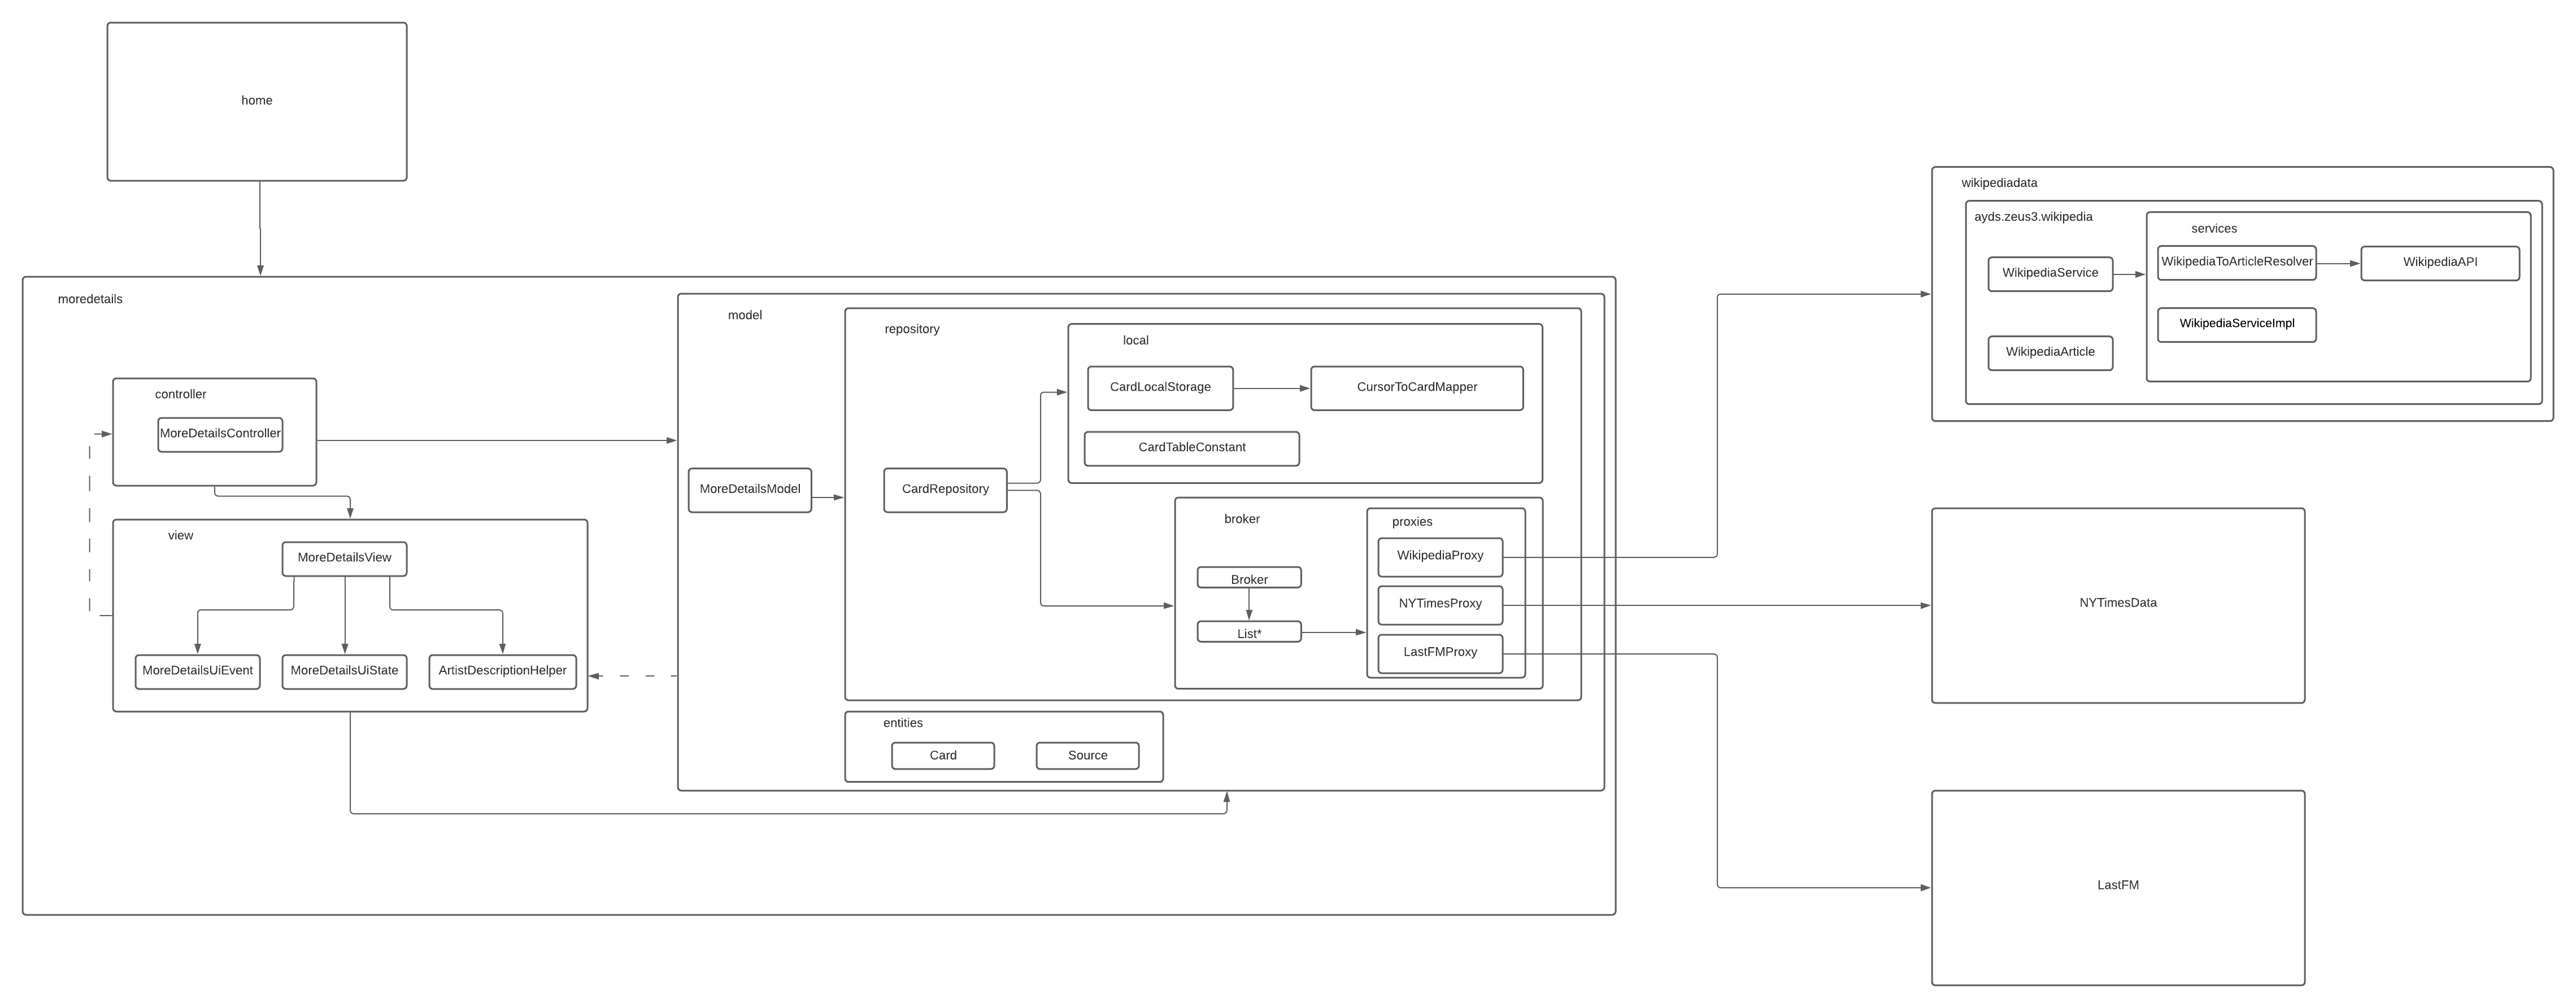 home
moredetails
controller
MoreDetailsController
view
MoreDetailsView
MoreDetailsUiEvent
MoreDetailsUiState
ArtistDescriptionHelper
model
MoreDetailsModel
repository
CardRepository
local
CardLocalStorage
CursorToCardMapper
CardTableConstant
broker
Broker
List*
proxies
WikipediaProxy
NYTimesProxy
LastFMProxy
entities
Card
Source
wikipediadata
ayds.zeus3.wikipedia
WikipediaService
WikipediaArticle
services
WikipediaToArticleResolver
WikipediaAPI
WikipediaServiceImpl
NYTimesData
LastFM